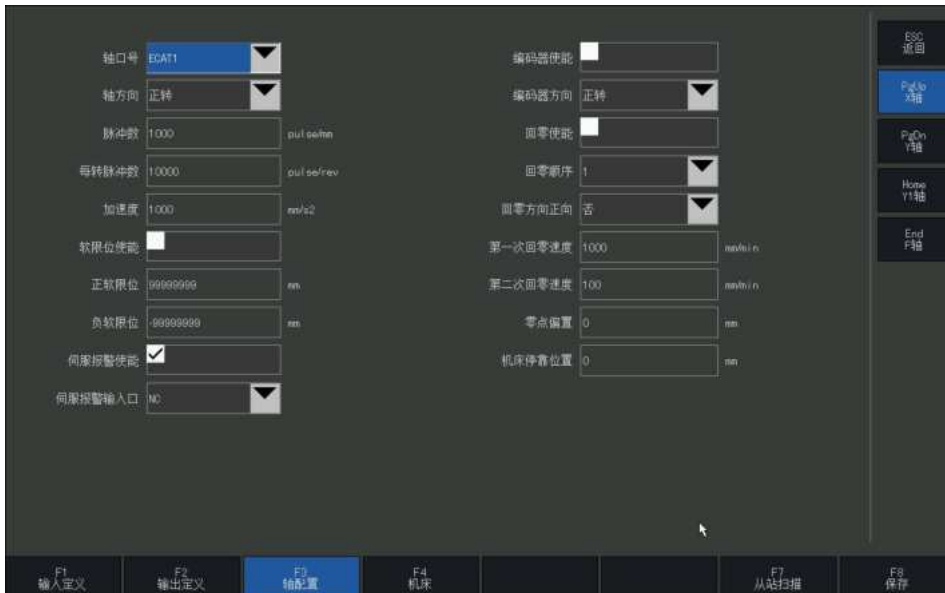 轴口号 ECAT1
轴方向 正转
脉冲数 1000 pulse/mm
每转脉冲数 10000 pulse/rev
加速度 1000 mm/s2
软限位使能
正软限位 99999999 mm
负软限位 -99999999 mm
伺服报警使能
伺服报警输入口 NC
编码器使能
编码器方向 正转
回零使能
回零顺序 1
回零方向正向 否
第一次回零速度 1000 mm/min
第二次回零速度 100 mm/min
零点偏置 0 mm
机床停靠位置 0 mm
ESC
返回
PgUp
X轴
PgDn
Y轴
Home
Y1轴
End
F轴
F1
输入定义
F2
输出定义
F3
轴配置
F4
机床
F7
从站扫描
F8
保存